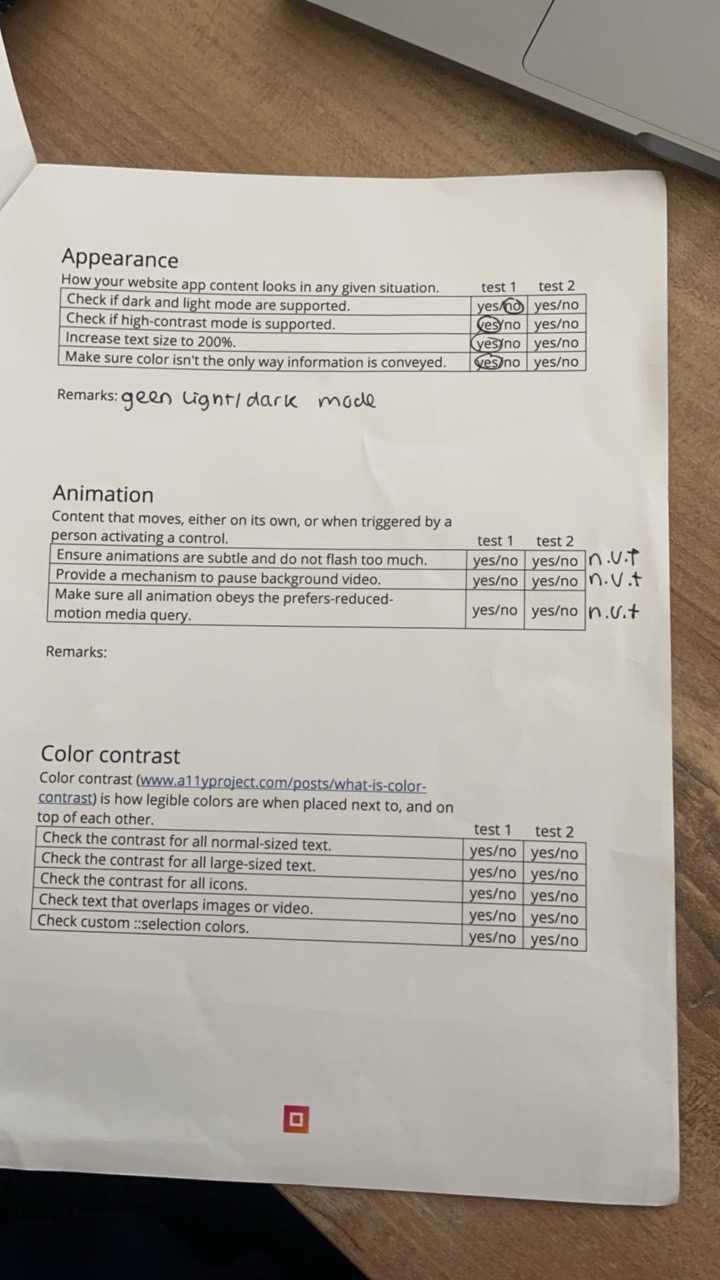 Appearance
How your website app content looks in any given situation. test 1 test 2
Check if dark and light mode are supported. yes/no yes/no
Check if high-contrast mode is supported. yes/no yes/no
Increase text size to 200%. yes/no yes/no
Make sure color isn't the only way information is conveyed. yes/no yes/no
Remarks: geen light/dark mode
Animation
Content that moves, either on its own, or when triggered by a
person activating a control. test 1 test 2
Ensure animations are subtle and do not flash too much. yes/no yes/no n.v.t
Provide a mechanism to pause background video. yes/no yes/no n.v.t
Make sure all animation obeys the prefers-reduced-
motion media query. yes/no yes/no n.v.t
Remarks:
Color contrast
Color contrast (www.a11yproject.com/posts/what-is-color-
contrast) is how legible colors are when placed next to, and on
top of each other. test 1 test 2
Check the contrast for all normal-sized text. yes/no yes/no
Check the contrast for all large-sized text. yes/no yes/no
Check the contrast for all icons. yes/no yes/no
Check text that overlaps images or video. yes/no yes/no
Check custom ::selection colors. yes/no yes/no